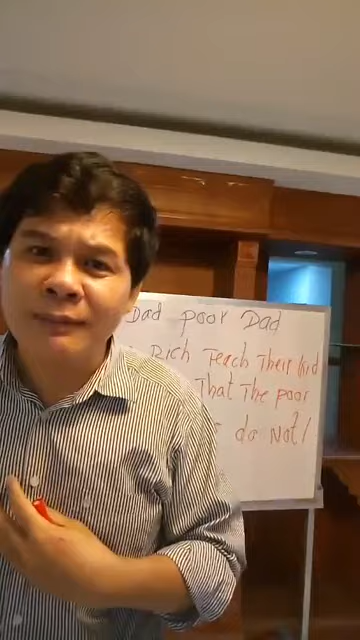 Dad poor Dad
Rich Teach Their kid
That The poor
do Not!